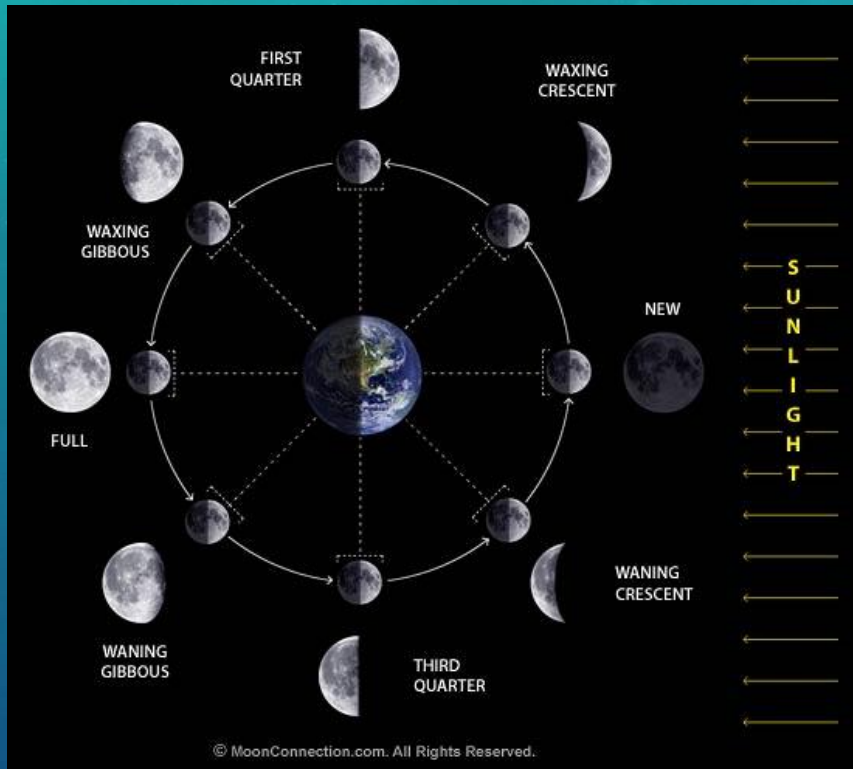 FIRST
QUARTER
WAXING
CRESCENT
WAXING
GIBBOUS
NEW
SUNLIGHT
FULL
WANING
GIBBOUS
THIRD
QUARTER
WANING
CRESCENT
© MoonConnection.com. All Rights Reserved.